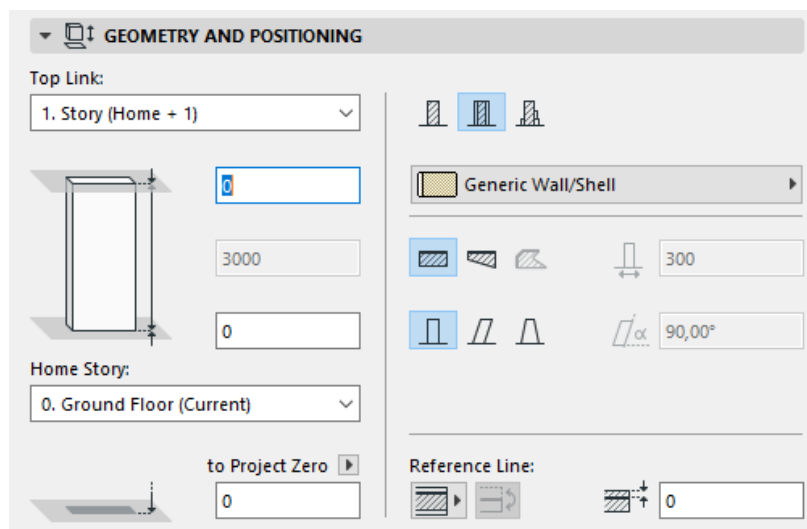 GEOMETRY AND POSITIONING
Top Link:
1. Story (Home + 1)
0
3000
0
Home Story:
0. Ground Floor (Current)
to Project Zero
0
Generic Wall/Shell
300
α 90,00°
Reference Line:
0